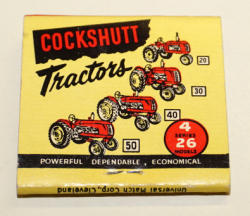 COCKSHUTT
Tractors
20
30
40
50
4
SERIES
26
MODELS
POWERFUL DEPENDABLE, ECONOMICAL
Universal Match Corp., Cleveland